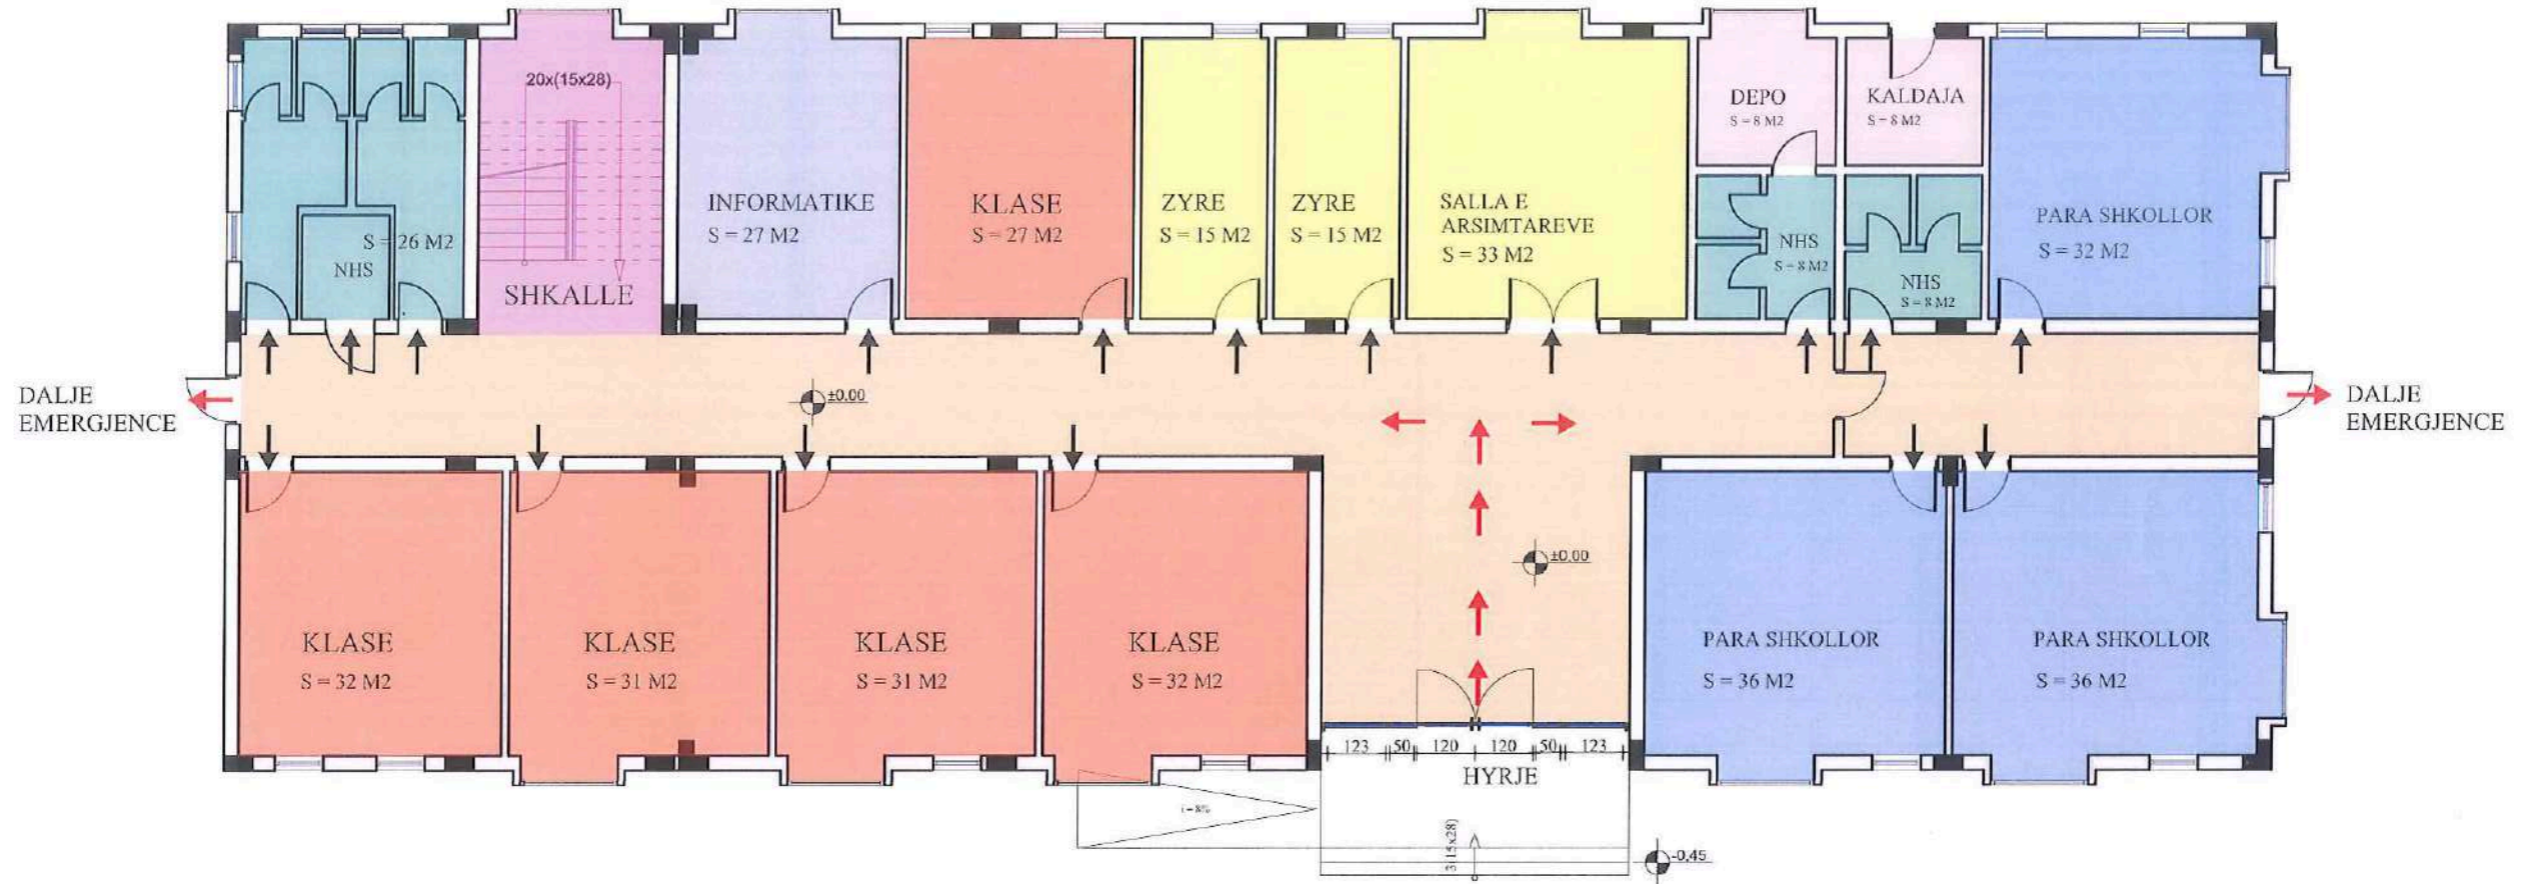 20x(15x28)
S = 26 M2
NHS
SHKALLE
INFORMATIKE
S = 27 M2
KLASE
S = 27 M2
ZYRE
S = 15 M2
ZYRE
S = 15 M2
SALLA E
ARSIMTAREVE
S = 33 M2
DEPO
S = 8 M2
KALDAJA
S = 8 M2
NHS
S = 8 M2
NHS
S = 8 M2
PARA SHKOLLOR
S = 32 M2
DALJE
EMERGJENCE
±0.00
DALJE
EMERGJENCE
±0.00
KLASE
S = 32 M2
KLASE
S = 31 M2
KLASE
S = 31 M2
KLASE
S = 32 M2
PARA SHKOLLOR
S = 36 M2
PARA SHKOLLOR
S = 36 M2
123 50 120 120 50 123
HYRJE
i = 8%
3(15x28)
-0.45